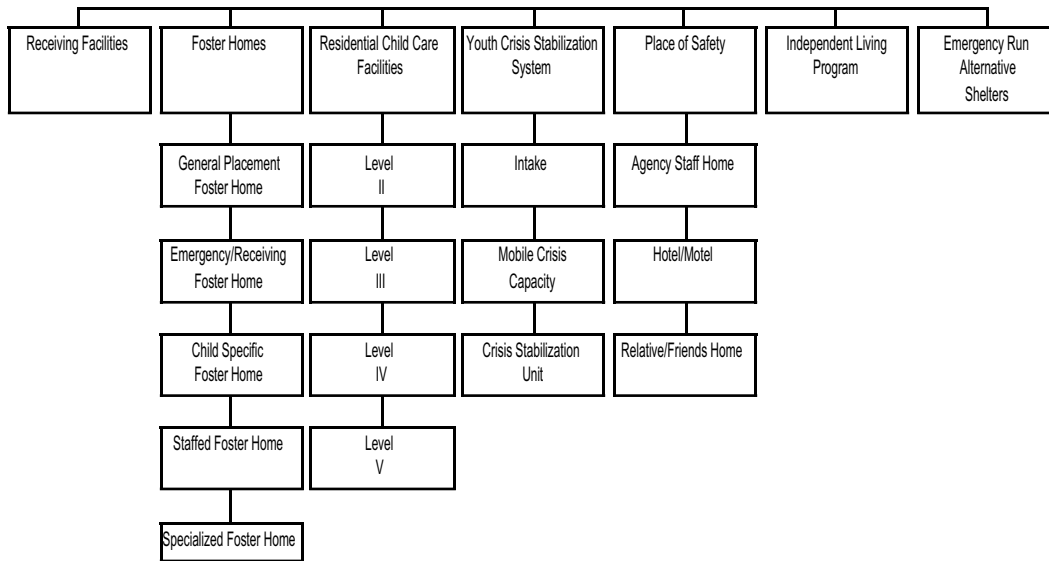 Receiving Facilities
Foster Homes
Residential Child Care
Facilities
Youth Crisis Stabilization
System
Place of Safety
Independent Living
Program
Emergency Run
Alternative
Shelters
General Placement
Foster Home
Level
II
Intake
Agency Staff Home
Emergency/Receiving
Foster Home
Level
III
Mobile Crisis
Capacity
Hotel/Motel
Child Specific
Foster Home
Level
IV
Crisis Stabilization
Unit
Relative/Friends Home
Staffed Foster Home
Level
V
Specialized Foster Home